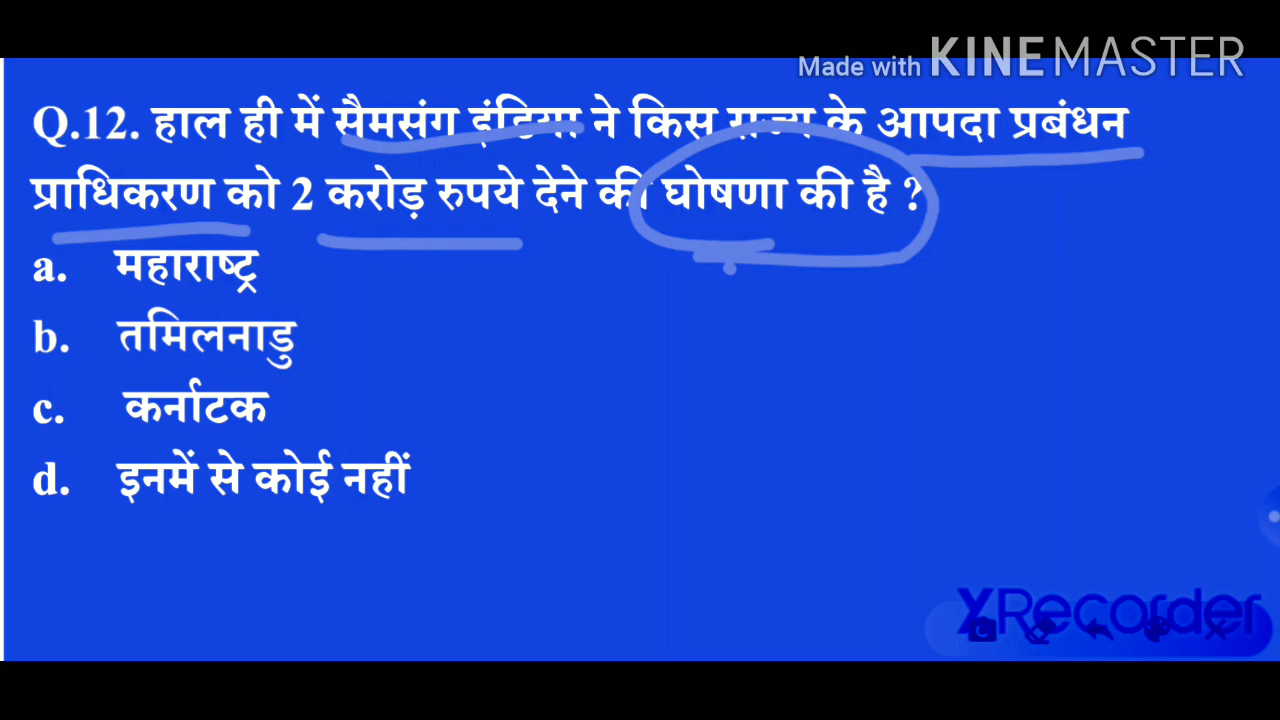 Made with KINEMASTER
Q.12. हाल ही में सैमसंग इंडिया ने किस राज्य के आपदा प्रबंधन
प्राधिकरण को 2 करोड़ रुपये देने की घोषणा की है ?
a. महाराष्ट्र
b. तमिलनाडु
c. कर्नाटक
d. इनमें से कोई नहीं
XRecorder